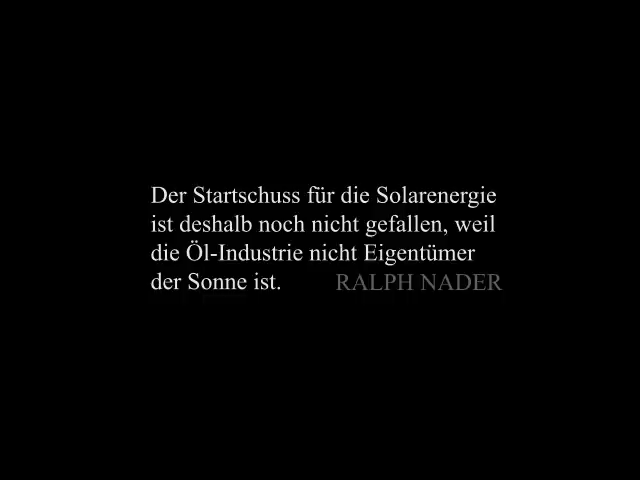 Der Startschuss für die Solarenergie
ist deshalb noch nicht gefallen, weil
die Öl-Industrie nicht Eigentümer
der Sonne ist. RALPH NADER